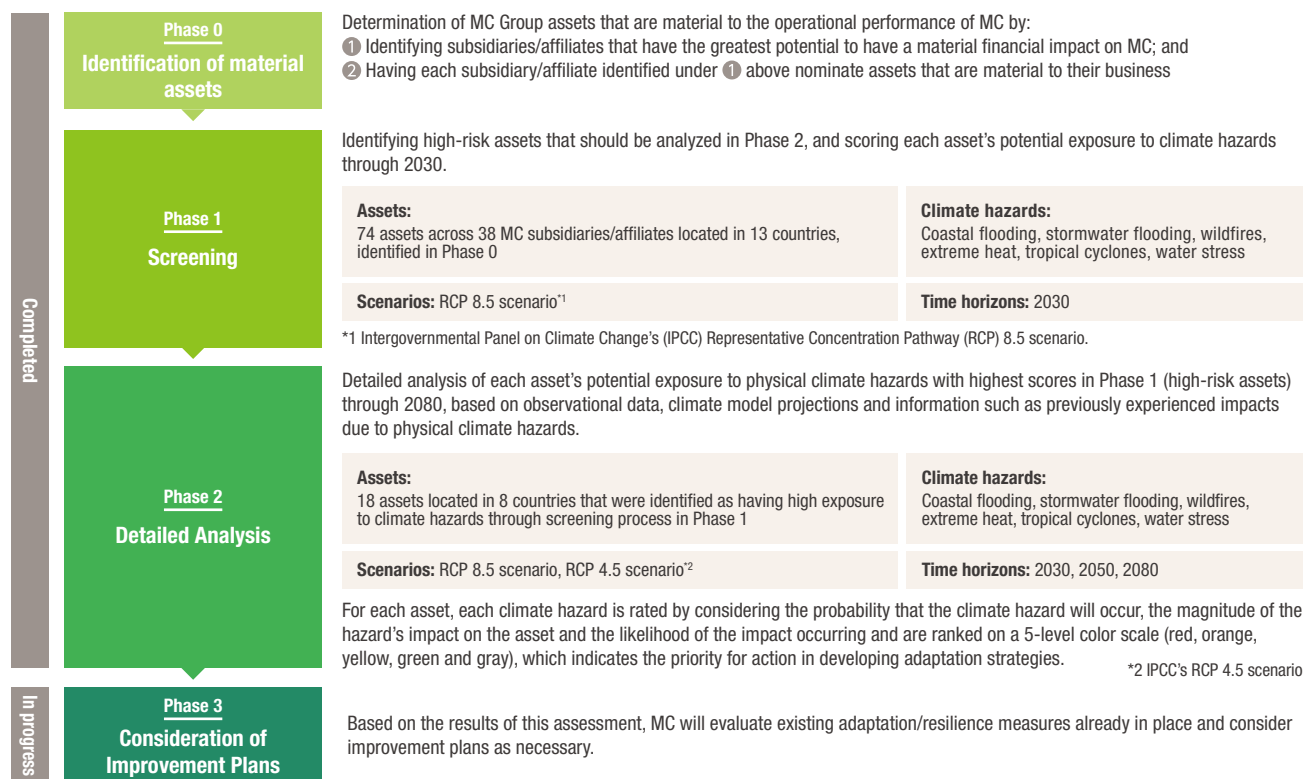 Completed
Phase 0
Identification of material
assets
Determination of MC Group assets that are material to the operational performance of MC by:
1 Identifying subsidiaries/affiliates that have the greatest potential to have a material financial impact on MC; and
2 Having each subsidiary/affiliate identified under 1 above nominate assets that are material to their business
Phase 1
Screening
Identifying high-risk assets that should be analyzed in Phase 2, and scoring each asset's potential exposure to climate hazards
through 2030.
Assets:
74 assets across 38 MC subsidiaries/affiliates located in 13 countries,
identified in Phase 0
Climate hazards:
Coastal flooding, stormwater flooding, wildfires,
extreme heat, tropical cyclones, water stress
Scenarios: RCP 8.5 scenario*1
Time horizons: 2030
*1 Intergovernmental Panel on Climate Change's (IPCC) Representative Concentration Pathway (RCP) 8.5 scenario.
Phase 2
Detailed Analysis
Detailed analysis of each asset's potential exposure to physical climate hazards with highest scores in Phase 1 (high-risk assets)
through 2080, based on observational data, climate model projections and information such as previously experienced impacts
due to physical climate hazards.
Assets:
18 assets located in 8 countries that were identified as having high exposure
to climate hazards through screening process in Phase 1
Climate hazards:
Coastal flooding, stormwater flooding, wildfires,
extreme heat, tropical cyclones, water stress
Scenarios: RCP 8.5 scenario, RCP 4.5 scenario*2
Time horizons: 2030, 2050, 2080
For each asset, each climate hazard is rated by considering the probability that the climate hazard will occur, the magnitude of the
hazard's impact on the asset and the likelihood of the impact occurring and are ranked on a 5-level color scale (red, orange,
yellow, green and gray), which indicates the priority for action in developing adaptation strategies.
*2 IPCC's RCP 4.5 scenario
In progress
Phase 3
Consideration of
Improvement Plans
Based on the results of this assessment, MC will evaluate existing adaptation/resilience measures already in place and consider
improvement plans as necessary.